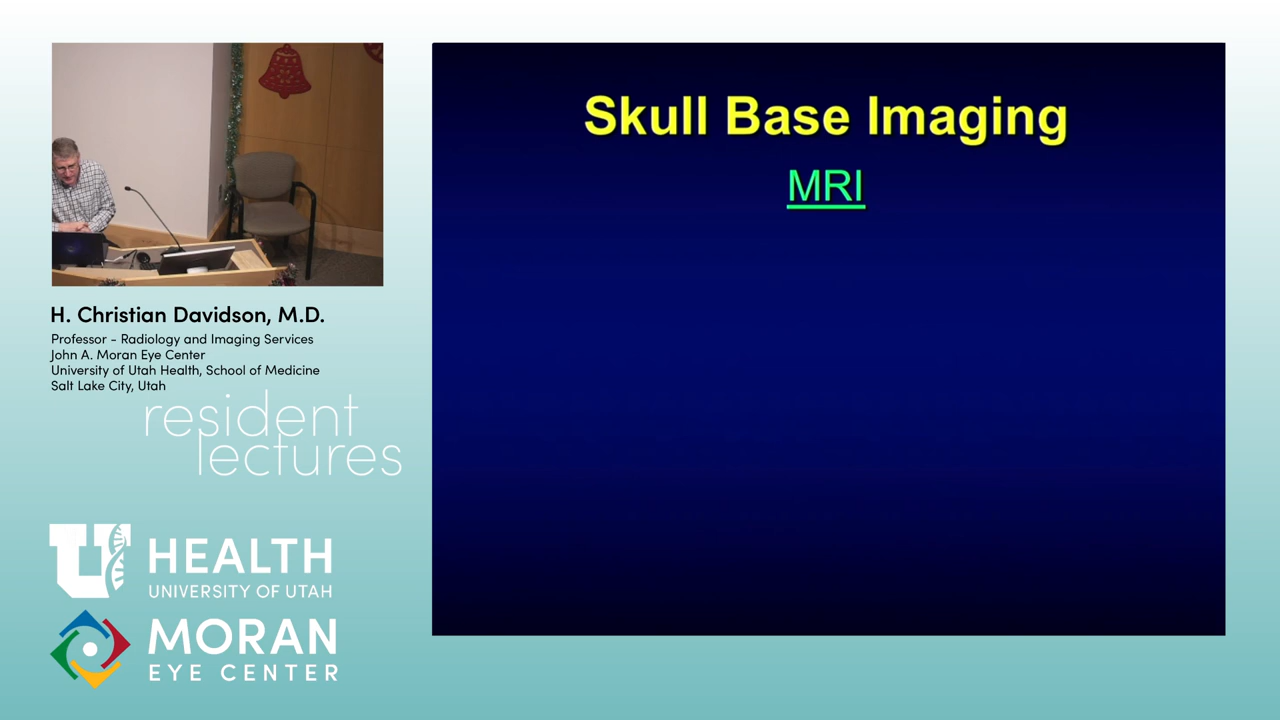 Skull Base Imaging
MRI
H. Christian Davidson, M.D.
Professor - Radiology and Imaging Services
John A. Moran Eye Center
University of Utah Health, School of Medicine
Salt Lake City, Utah
resident
lectures
U HEALTH
UNIVERSITY OF UTAH
MORAN
EYE CENTER